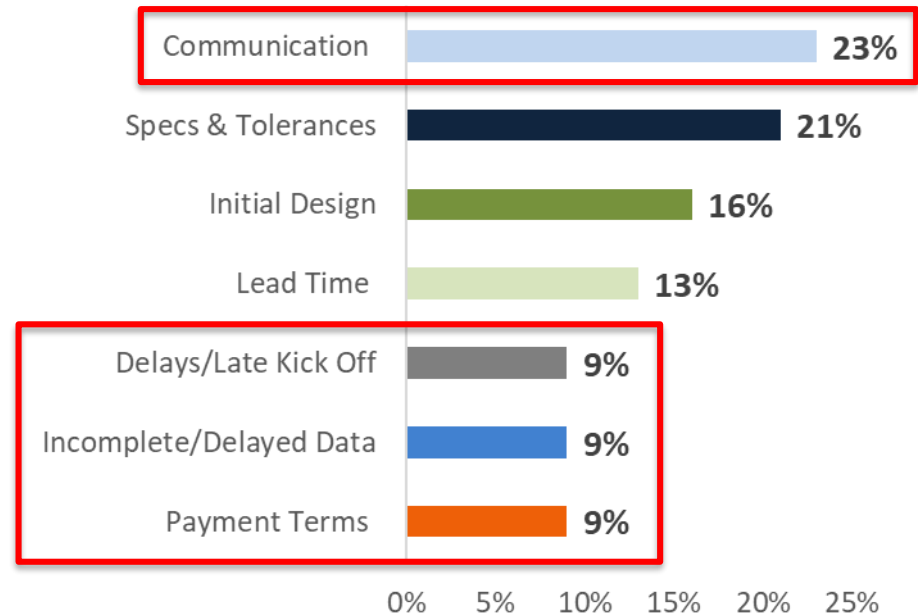 Communication 23%
Specs & Tolerances 21%
Initial Design 16%
Lead Time 13%
Delays/Late Kick Off 9%
Incomplete/Delayed Data 9%
Payment Terms 9%
0% 5% 10% 15% 20% 25%